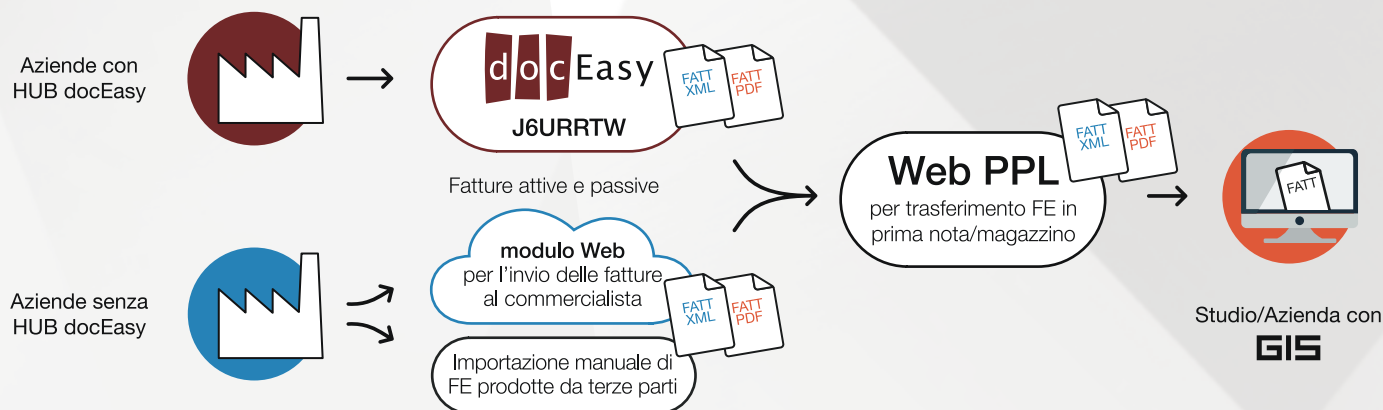 Aziende con
HUB docEasy
docEasy
J6URRTW
FATT
XML
FATT
PDF
Fatture attive e passive
Aziende senza
HUB docEasy
modulo Web
per l'invio delle fatture
al commercialista
FATT
XML
FATT
PDF
Importazione manuale di
FE prodotte da terze parti
Web PPL
per trasferimento FE in
prima nota/magazzino
FATT
XML
FATT
PDF
FATT
Studio/Azienda con
GIS